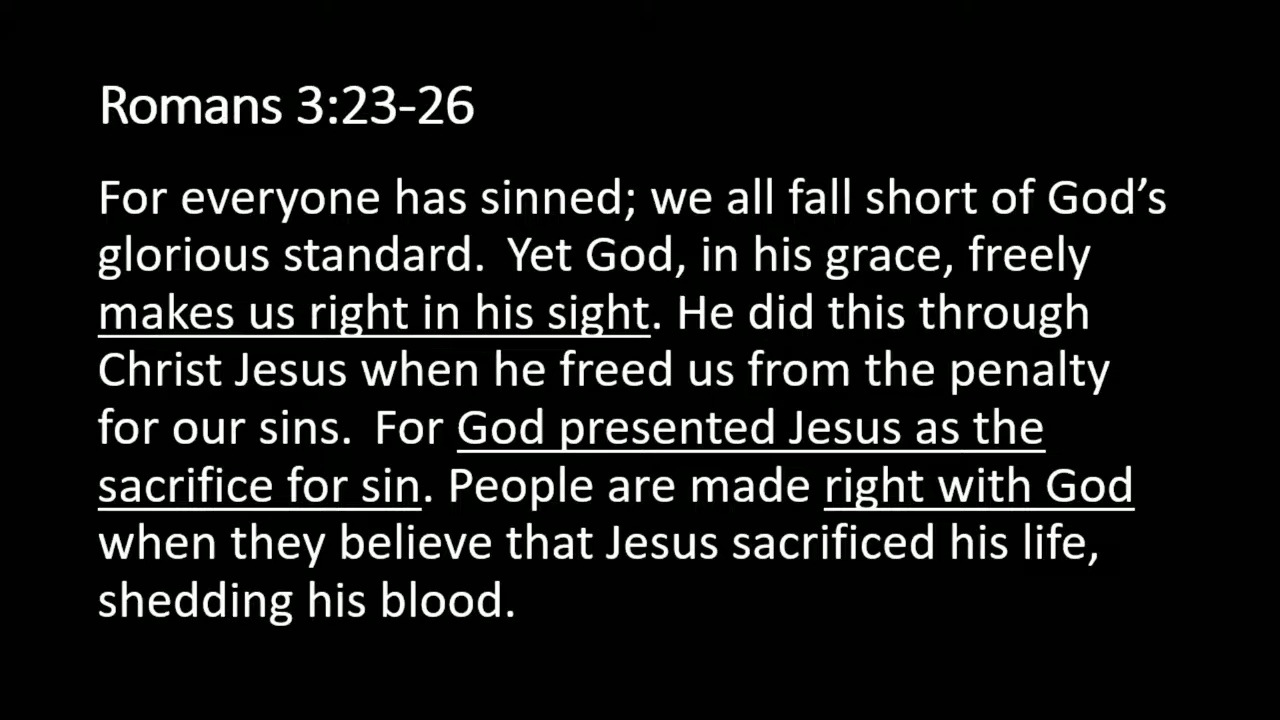 Romans 3:23-26
For everyone has sinned; we all fall short of God’s
glorious standard.  Yet God, in his grace, freely
makes us right in his sight. He did this through
Christ Jesus when he freed us from the penalty
for our sins.  For God presented Jesus as the
sacrifice for sin. People are made right with God
when they believe that Jesus sacrificed his life,
shedding his blood.